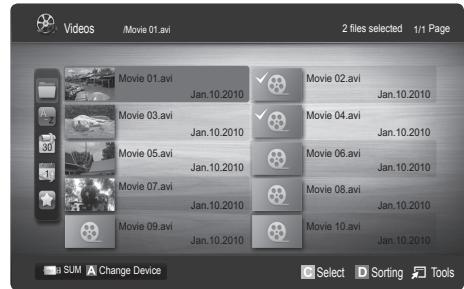 Videos /Movie 01.avi 2 files selected 1/1 Page
Movie 01.avi Movie 02.avi
Jan.10.2010 Jan.10.2010
Movie 03.avi Movie 04.avi
Jan.10.2010 Jan.10.2010
Movie 05.avi Movie 06.avi
Jan.10.2010 Jan.10.2010
Movie 07.avi Movie 08.avi
Jan.10.2010 Jan.10.2010
Movie 09.avi Movie 10.avi
Jan.10.2010 Jan.10.2010
A Z
30
1
SUM A Change Device C Select D Sorting Tools